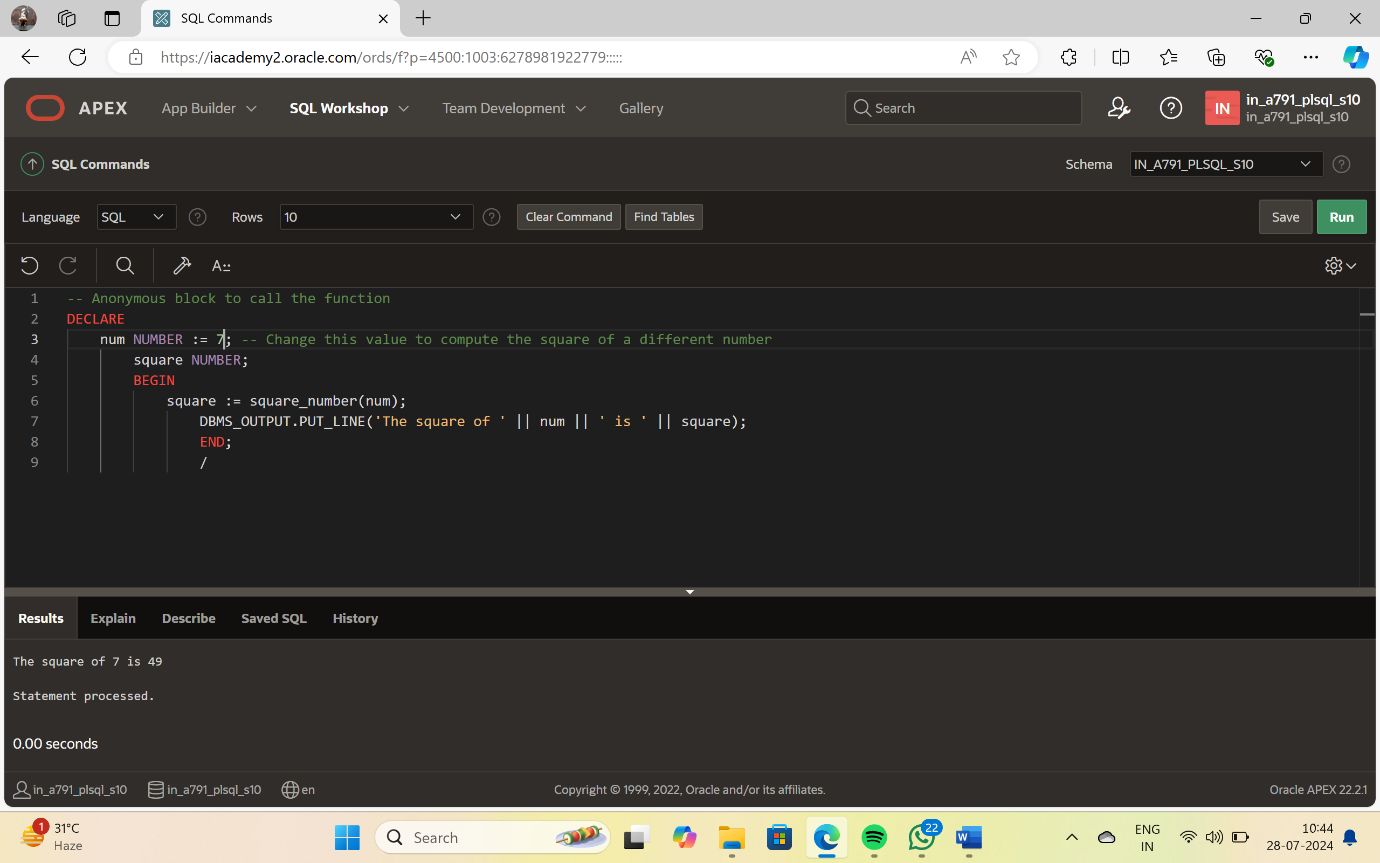 SQL Commands
https://iacademy2.oracle.com/ords/f?p=4500:1003:6278981922779:::::
APEX App Builder SQL Workshop Team Development Gallery Search IN in_a791_plsql_s10
in_a791_plsql_s10
SQL Commands Schema IN_A791_PLSQL_S10
Language SQL Rows 10 Clear Command Find Tables Save Run
1 -- Anonymous block to call the function
2 DECLARE
3 num NUMBER := 7; -- Change this value to compute the square of a different number
4 square NUMBER;
5 BEGIN
6 square := square_number(num);
7 DBMS_OUTPUT.PUT_LINE('The square of ' || num || ' is ' || square);
8 END;
9 /
Results Explain Describe Saved SQL History
The square of 7 is 49
Statement processed.
0.00 seconds
in_a791_plsql_s10 in_a791_plsql_s10 en Copyright © 1999, 2022, Oracle and/or its affiliates. Oracle APEX 22.2.1
1 31°C
Haze
Search
22
ENG
IN
10:44
28-07-2024